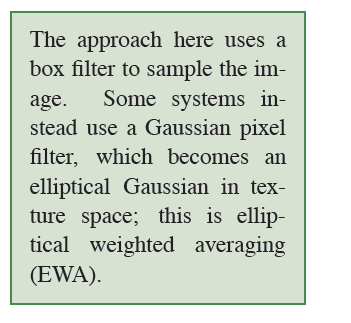 The approach here uses a
box filter to sample the im-
age. Some systems in-
stead use a Gaussian pixel
filter, which becomes an
elliptical Gaussian in tex-
ture space; this is ellip-
tical weighted averaging
(EWA).